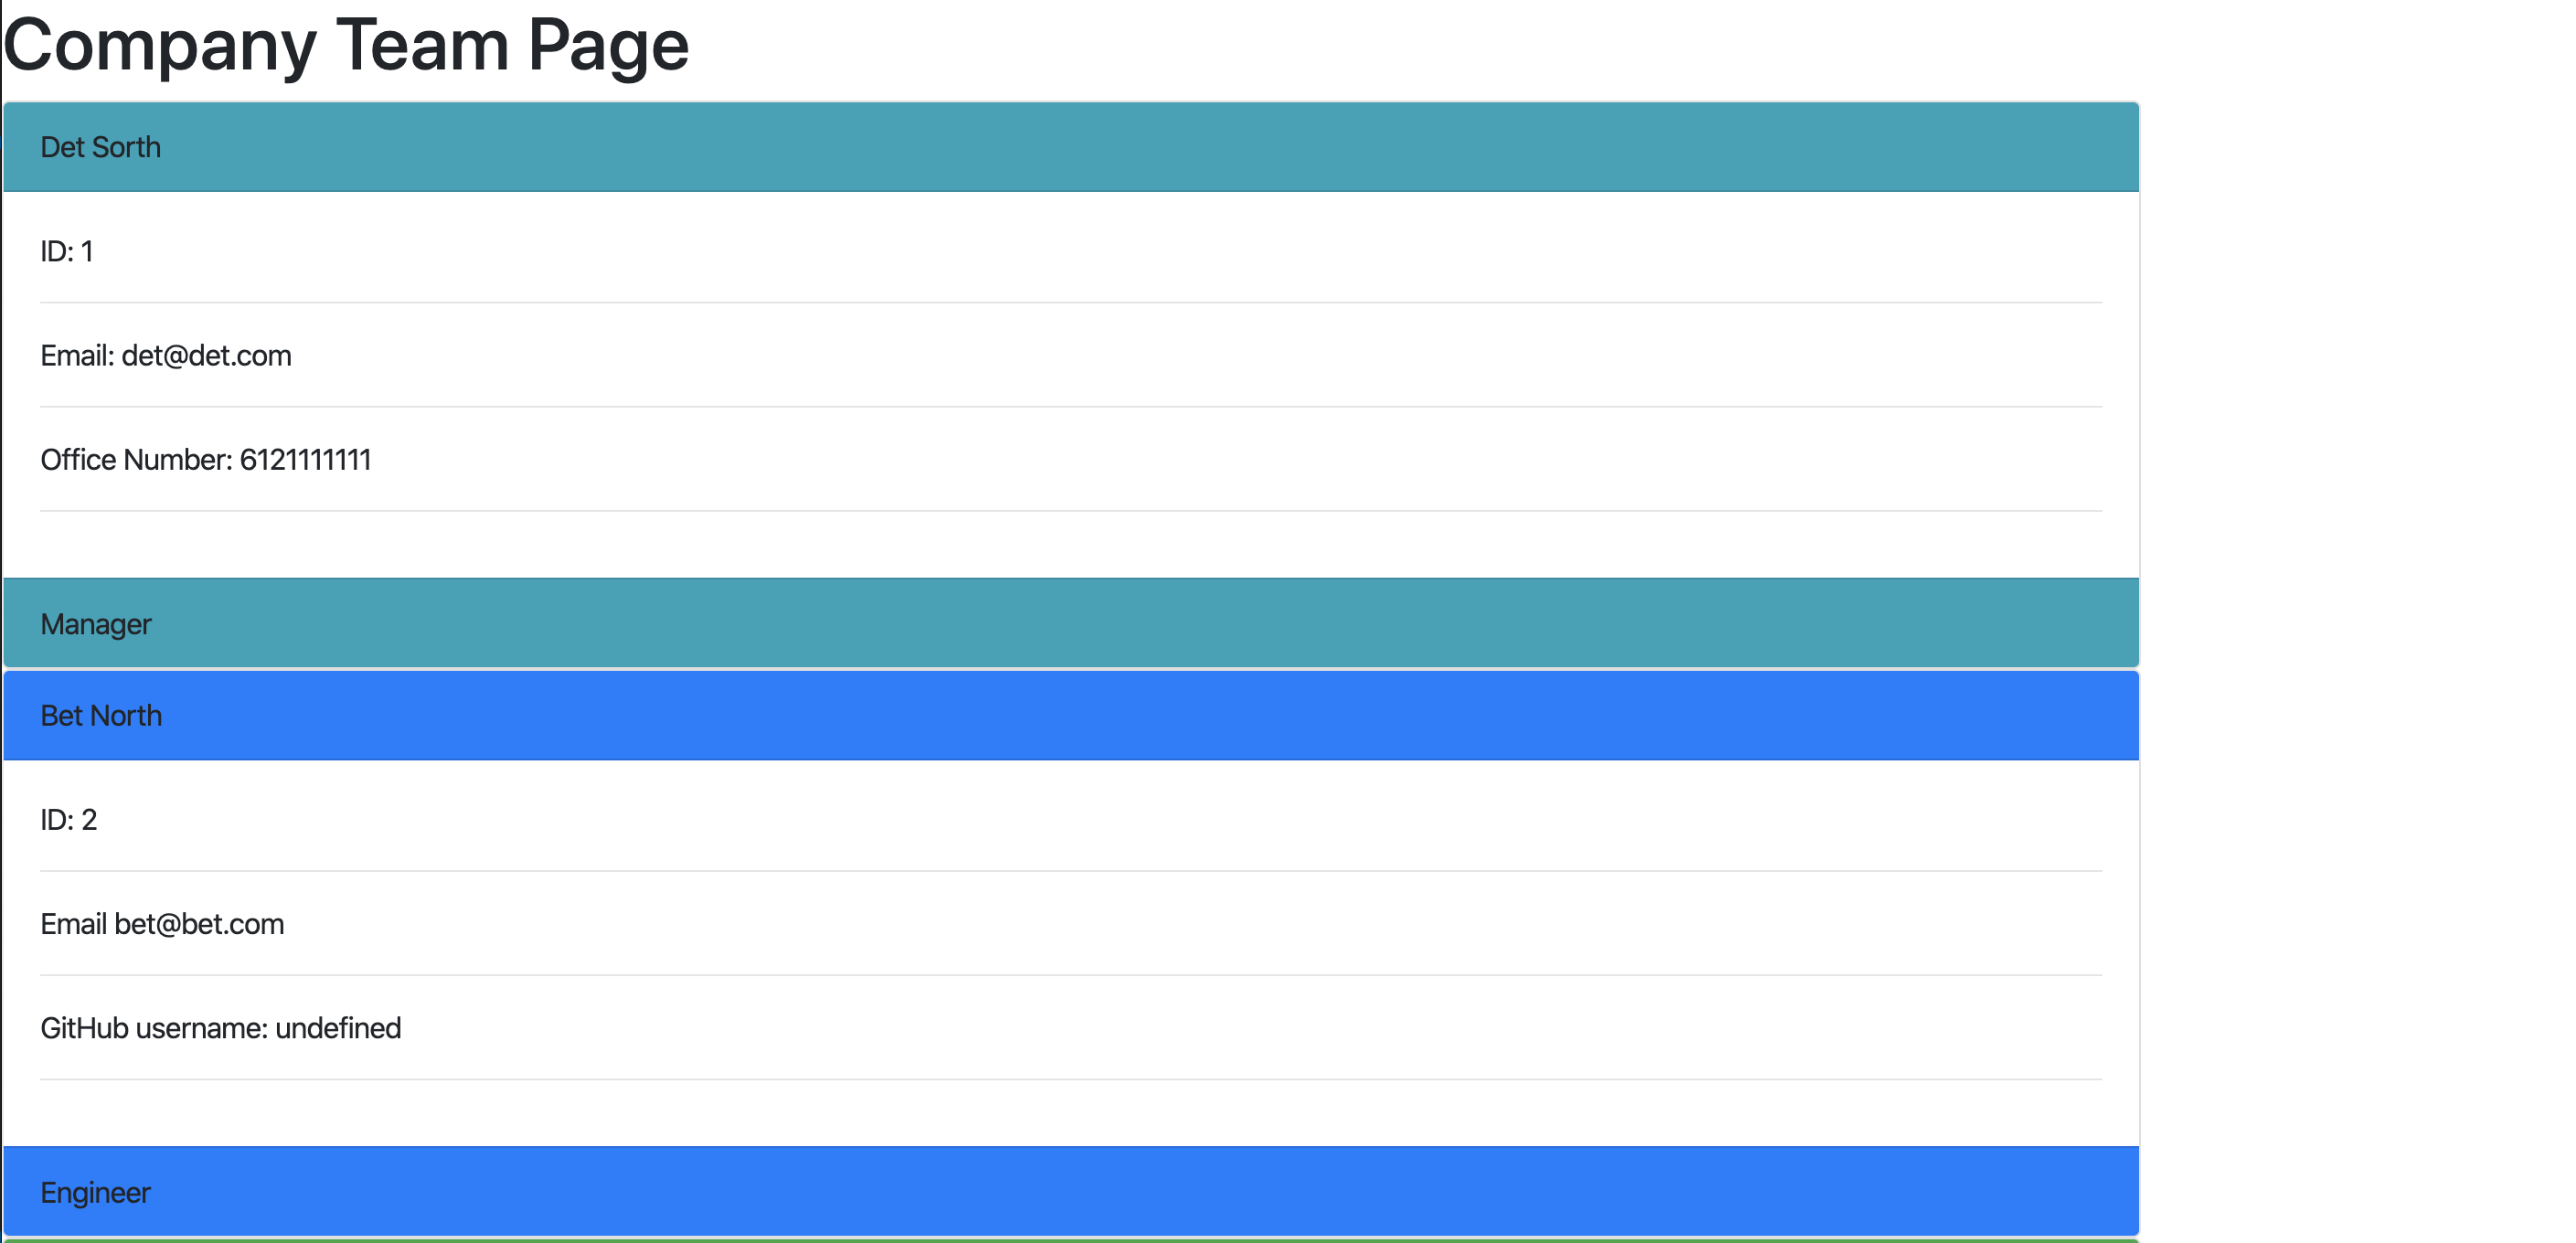 Company Team Page
Det Sorth
ID: 1
Email: det@det.com
Office Number: 6121111111
Manager
Bet North
ID: 2
Email bet@bet.com
GitHub username: undefined
Engineer